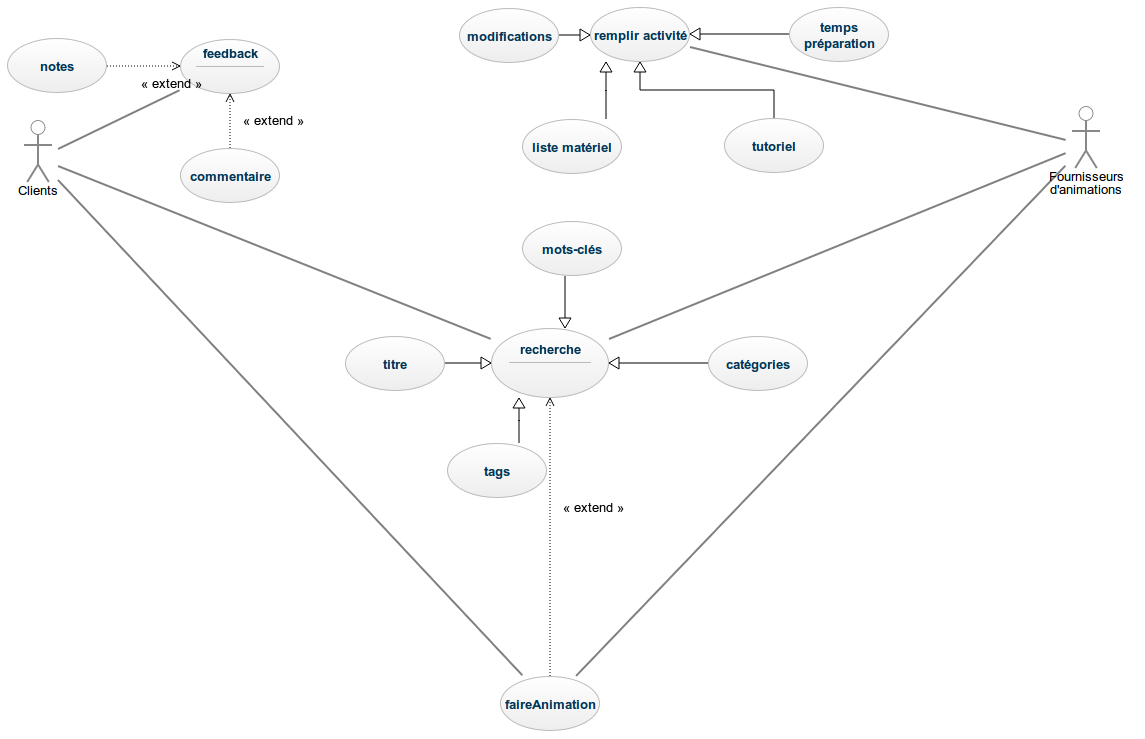 modifications
remplir activité
temps
préparation
notes
feedback
« extend »
« extend »
commentaire
liste matériel
tutoriel
Clients
Fournisseurs
d'animations
mots-clés
recherche
titre
catégories
tags
« extend »
faireAnimation